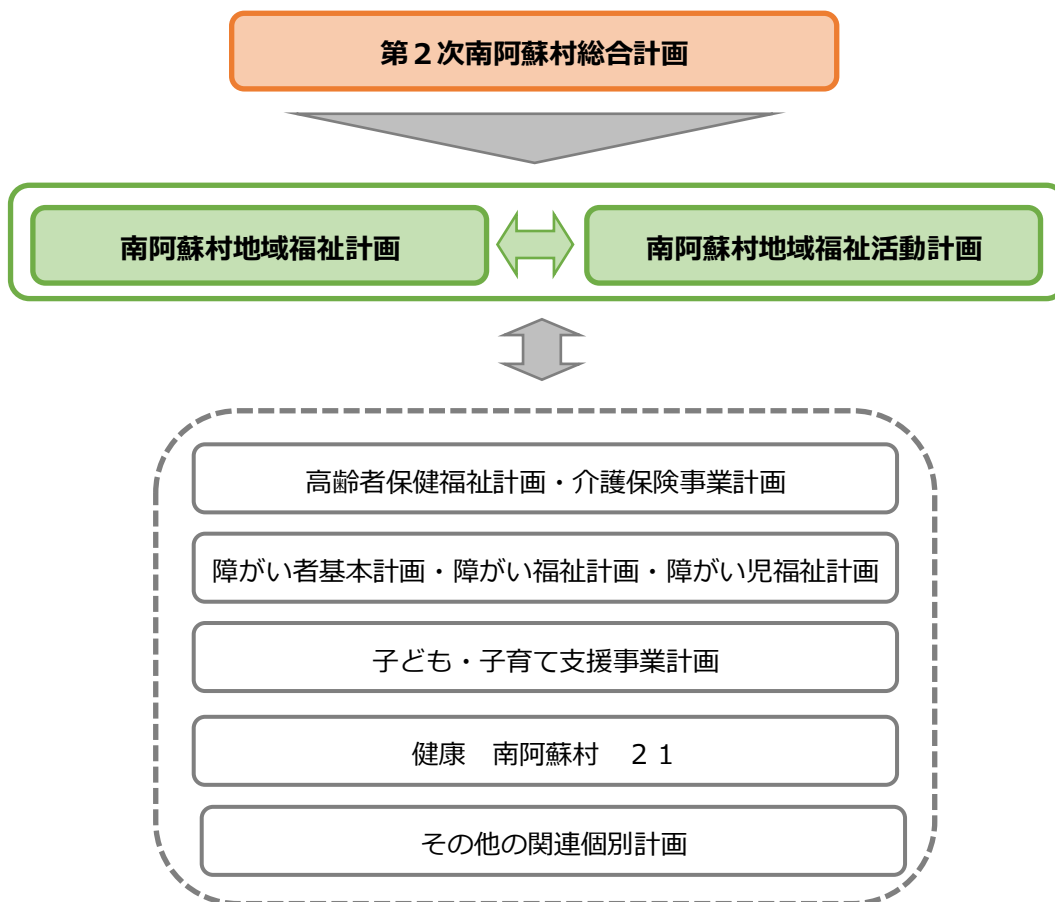 第２次南阿蘇村総合計画
南阿蘇村地域福祉計画
南阿蘇村地域福祉活動計画
高齢者保健福祉計画・介護保険事業計画
障がい者基本計画・障がい福祉計画・障がい児福祉計画
子ども・子育て支援事業計画
健康　南阿蘇村　２１
その他の関連個別計画